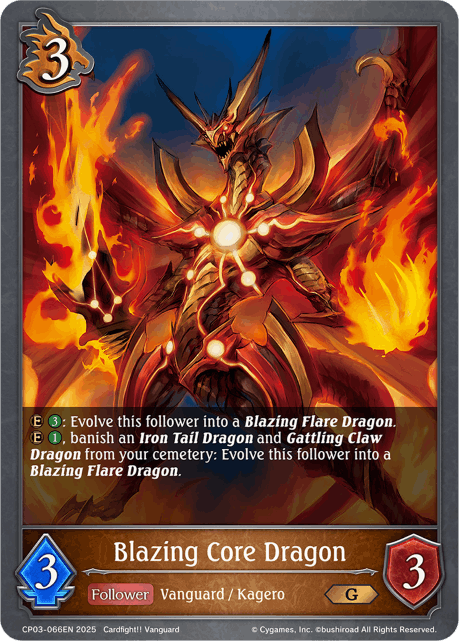 3
E 3: Evolve this follower into a Blazing Flare Dragon.
E 1, banish an Iron Tail Dragon and Gattling Claw
Dragon from your cemetery: Evolve this follower into a
Blazing Flare Dragon.
Blazing Core Dragon
3
Follower Vanguard / Kagero G
3
CP03-066EN 2025 Cardfight!! Vanguard © Cygames, Inc. ©bushiroad All Rights Reserved.